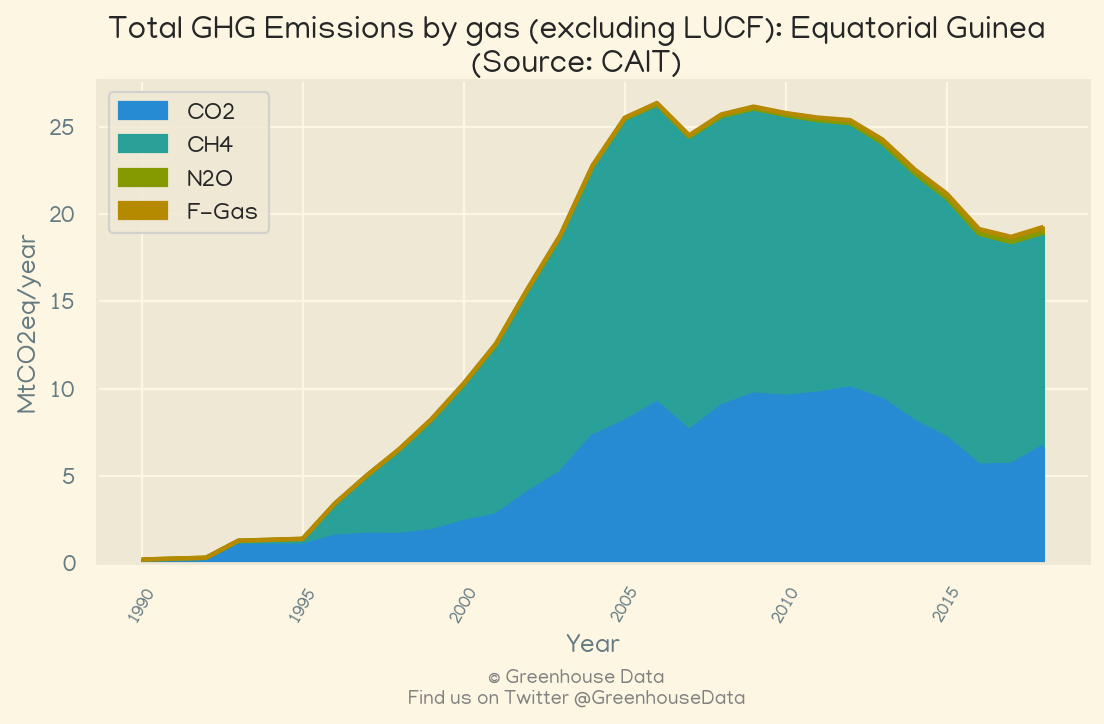 Total GHG Emissions by gas (excluding LUCF): Equatorial Guinea
(Source: CAIT)
CO2
CH4
N2O
F-Gas
MtCO2eq/year
25
20
15
10
5
0
1990
1995
2000
2005
2010
2015
Year
© Greenhouse Data
Find us on Twitter @GreenhouseData